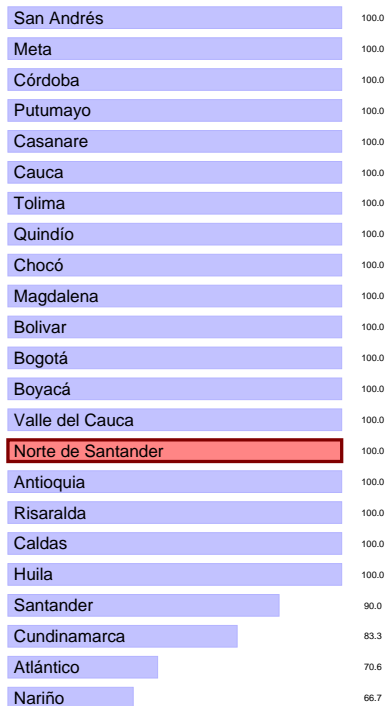 San Andrés 100.0
Meta 100.0
Córdoba 100.0
Putumayo 100.0
Casanare 100.0
Cauca 100.0
Tolima 100.0
Quindío 100.0
Chocó 100.0
Magdalena 100.0
Bolivar 100.0
Bogotá 100.0
Boyacá 100.0
Valle del Cauca 100.0
Norte de Santander 100.0
Antioquia 100.0
Risaralda 100.0
Caldas 100.0
Huila 100.0
Santander 90.0
Cundinamarca 83.3
Atlántico 70.6
Nariño 66.7